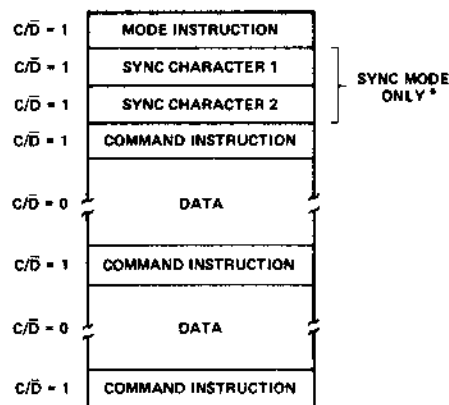 C/D̅ = 1 MODE INSTRUCTION
C/D̅ = 1 SYNC CHARACTER 1
C/D̅ = 1 SYNC CHARACTER 2
SYNC MODE
ONLY*
C/D̅ = 1 COMMAND INSTRUCTION
C/D̅ = 0 DATA
C/D̅ = 1 COMMAND INSTRUCTION
C/D̅ = 0 DATA
C/D̅ = 1 COMMAND INSTRUCTION